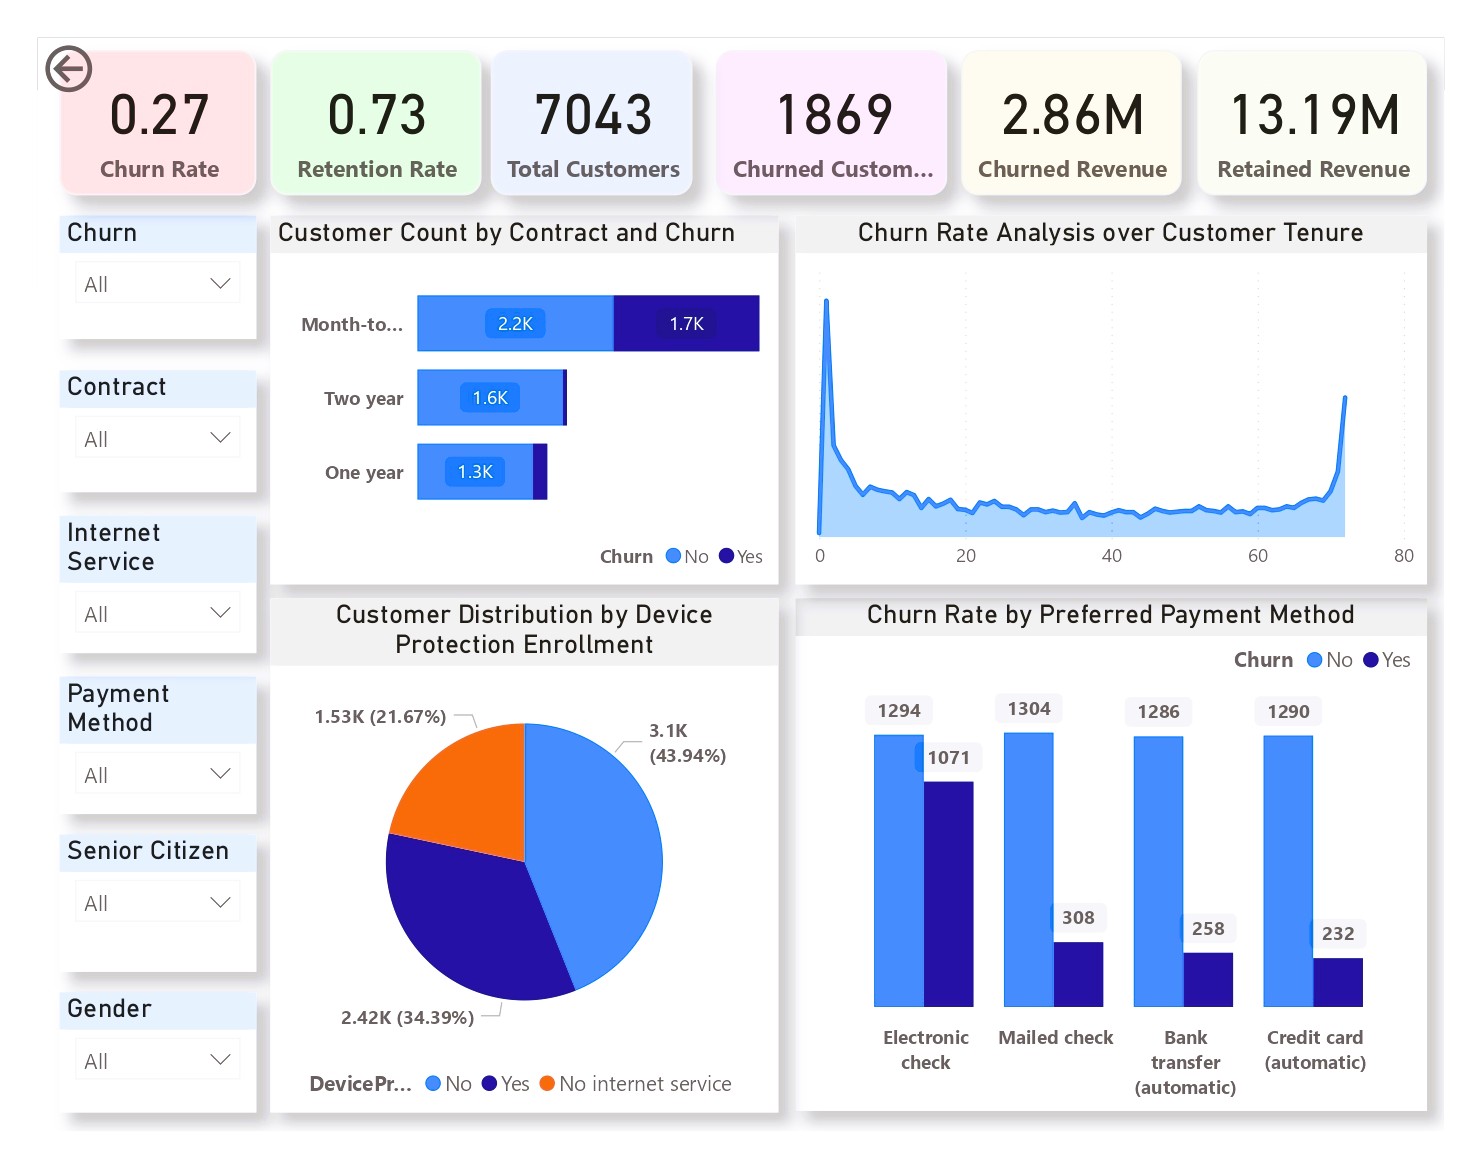 0.27
Churn Rate
0.73
Retention Rate
7043
Total Customers
1869
Churned Custom...
2.86M
Churned Revenue
13.19M
Retained Revenue
Churn
All
Contract
All
Internet
Service
All
Payment
Method
All
Senior Citizen
All
Gender
All
Customer Count by Contract and Churn
Month-to...
2.2K
1.7K
Two year
1.6K
One year
1.3K
Churn No Yes
Churn Rate Analysis over Customer Tenure
0 20 40 60 80
Customer Distribution by Device
Protection Enrollment
1.53K (21.67%)
3.1K
(43.94%)
2.42K (34.39%)
DevicePr... No Yes No internet service
Churn Rate by Preferred Payment Method
Churn No Yes
1294
1071
1304
308
1286
258
1290
232
Electronic
check
Mailed check
Bank
transfer
(automatic)
Credit card
(automatic)